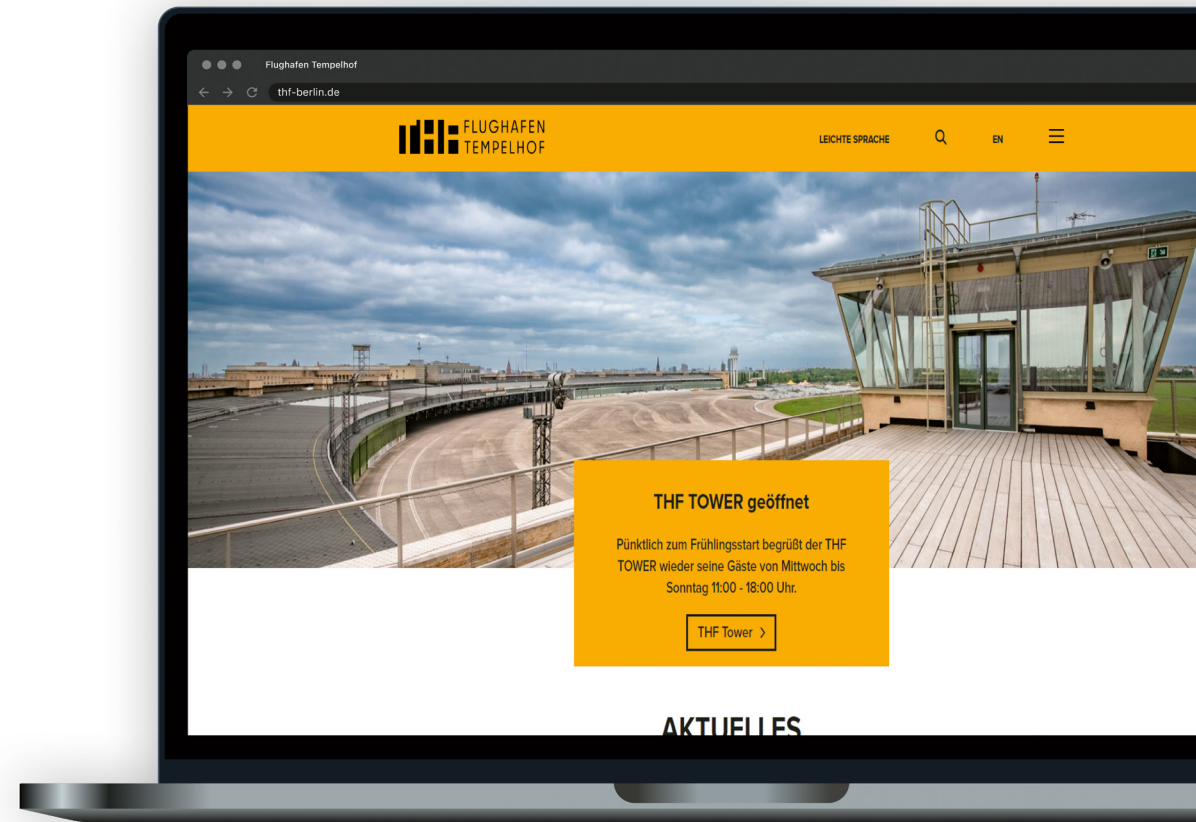 Flughafen Tempelhof
thf-berlin.de
FLUGHAFEN
TEMPELHOF
LEICHTE SPRACHE
EN
THF TOWER geöffnet
Pünktlich zum Frühlingsstart begrüßt der THF
TOWER wieder seine Gäste von Mittwoch bis
Sonntag 11:00 - 18:00 Uhr.
THF Tower
AKTUELLES